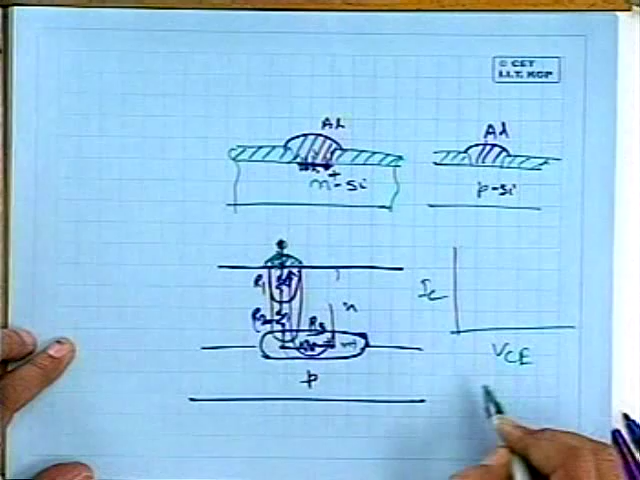 © CET
I.I.T. KGP
Al
Al
n+-Si
p-Si
R1
R2
R3
n
n+
p
IC
VCE